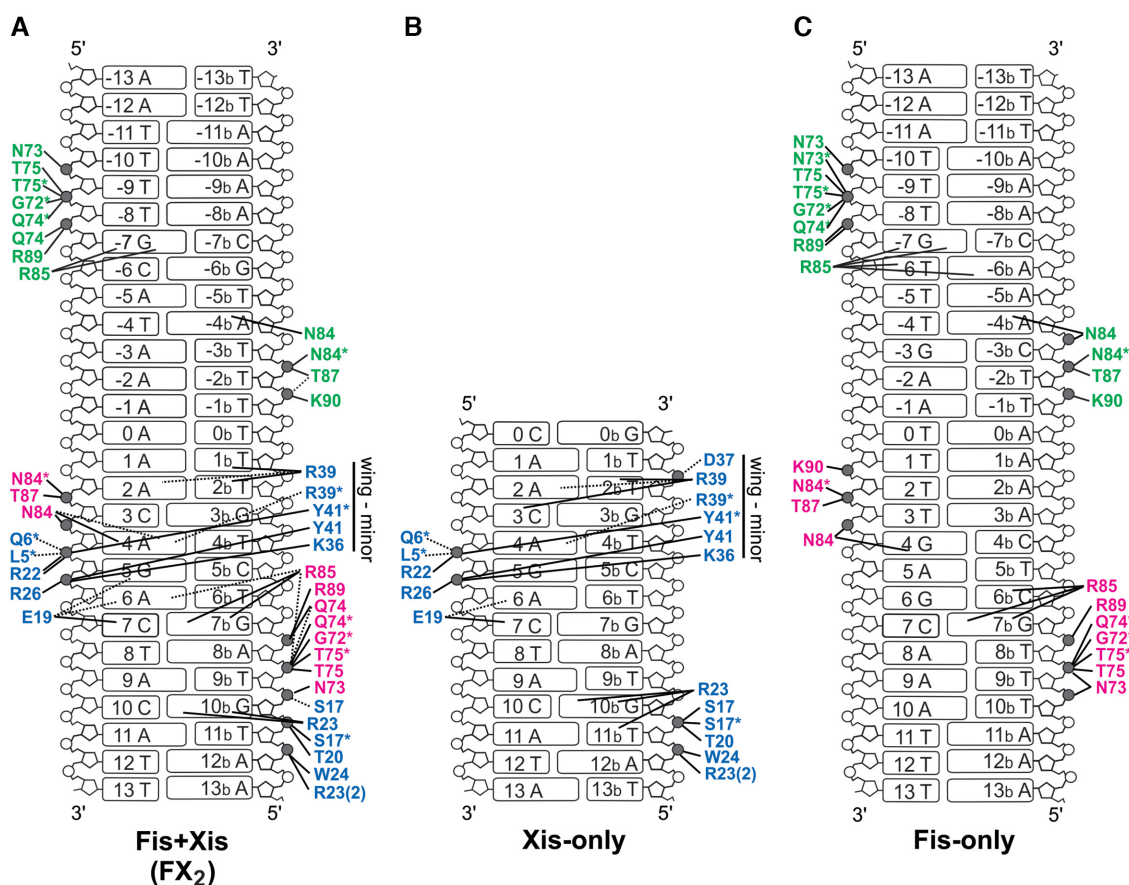 A
5' 3'
-13 A -13b T
-12 A -12b T
-11 T -11b A
N73
-10 T -10b A
T75
T75*
-9 T -9b A
G72*
Q74*
-8 T -8b A
Q74
-7 G -7b C
R89
R85
-6 C -6b G
-5 A -5b T
-4 T -4b A
N84
-3 A -3b T
N84*
-2 A -2b T
T87
-1 A -1b T
K90
0 A 0b T
1 A 1b T
R39
N84*
2 A 2b T
R39*
T87
N84
3 C 3b G
Y41*
Y41
Q6*
4 A 4b T
K36
L5*
R22
5 G 5b C
R85
R26
6 A 6b T
R89
Q74
E19
7 C 7b G
Q74*
G72*
8 T 8b A
T75*
T75
9 A 9b T
N73
10 C 10b G
S17
R23
11 A 11b T
S17*
T20
12 T 12b A
W24
13 T 13b A
R23(2)
3' 5'
wing - minor
Fis+Xis
(FX2)
B
5' 3'
0 C 0b G
1 A 1b T
D37
R39
2 A 2b T
R39*
3 C 3b G
Y41*
Q6*
4 A 4b T
Y41
L5*
K36
R22
5 G 5b C
R26
6 A 6b T
E19
7 C 7b G
8 T 8b A
9 A 9b T
R23
10 C 10b G
S17
S17*
11 A 11b T
T20
12 T 12b A
W24
R23(2)
13 A 13b T
3' 5'
wing - minor
Xis-only
C
5' 3'
-13 A -13b T
-12 A -12b T
-11 A -11b T
N73
N73*
-10 T -10b A
T75
T75*
-9 T -9b A
G72*
-8 T -8b A
Q74*
R89
-7 G -7b C
R85
-6 T -6b A
-5 T -5b A
-4 T -4b A
N84
-3 G -3b C
N84*
-2 A -2b T
T87
-1 A -1b T
K90
0 T 0b A
K90
1 T 1b A
N84*
2 T 2b A
T87
3 T 3b A
N84
4 G 4b C
5 A 5b T
R85
6 G 6b C
R89
7 C 7b G
Q74*
G72*
8 A 8b T
T75*
T75
9 A 9b T
N73
10 A 10b T
11 T 11b A
12 T 12b A
13 T 13b A
3' 5'
Fis-only